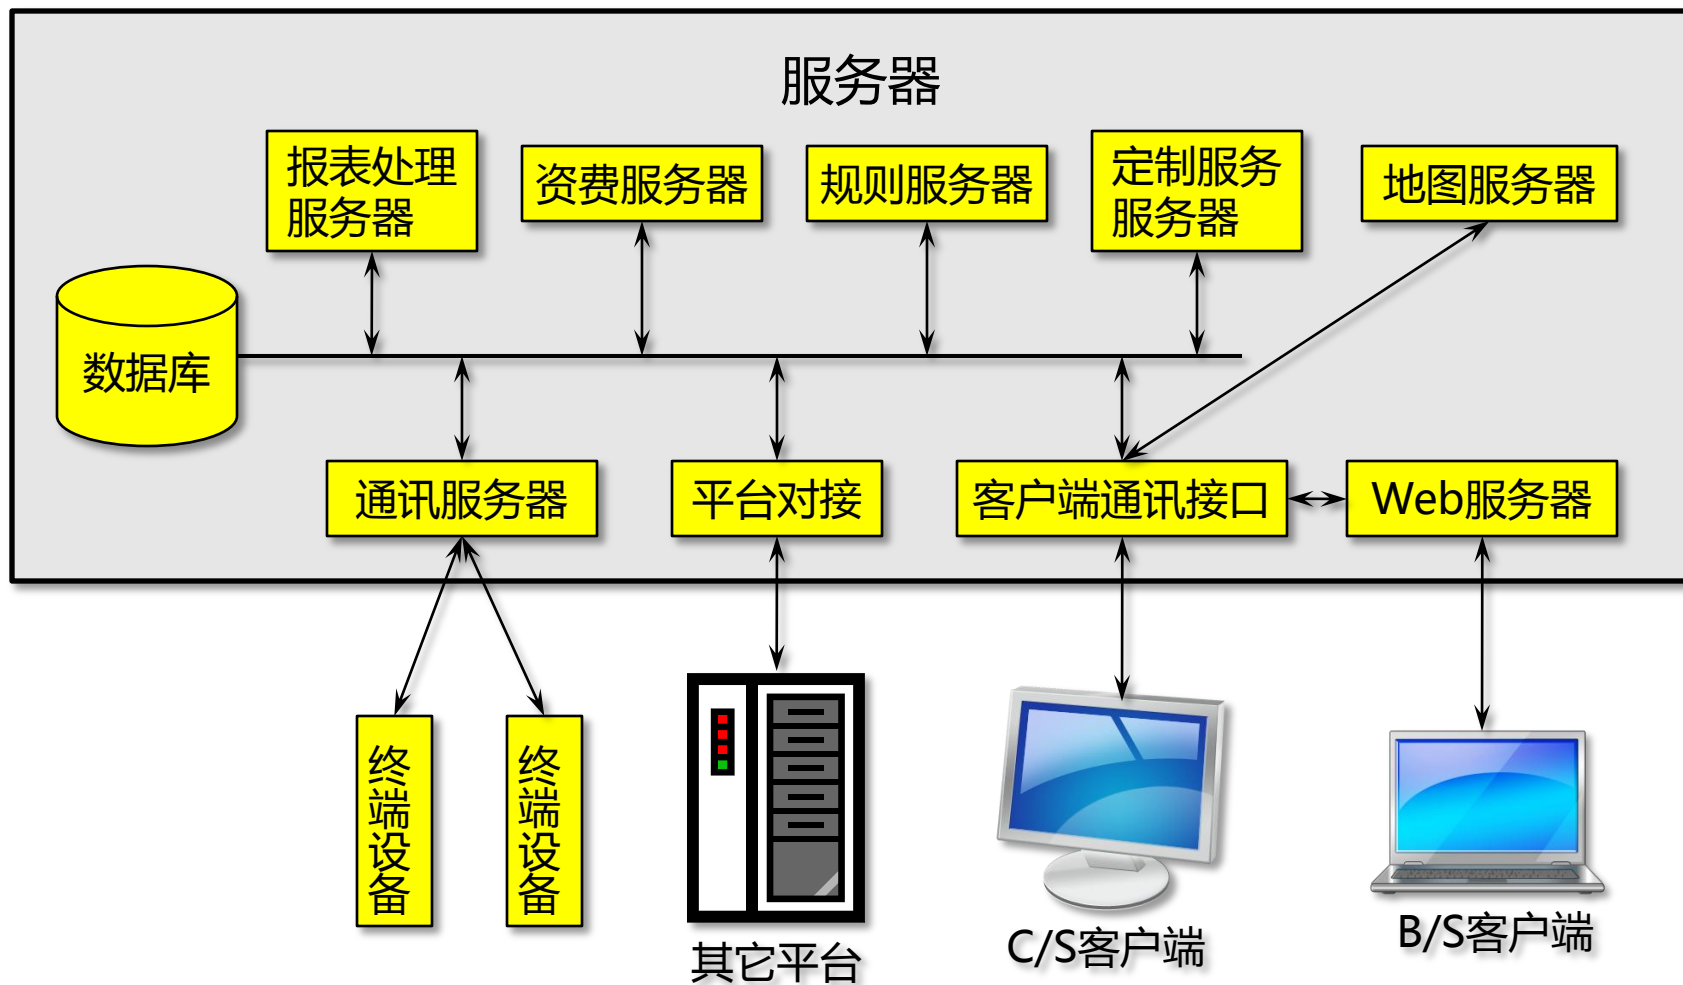 服务器
报表处理
服务器
资费服务器
规则服务器
定制服务
服务器
地图服务器
数据库
通讯服务器
平台对接
客户端通讯接口
Web服务器
终端设备
终端设备
其它平台
C/S客户端
B/S客户端